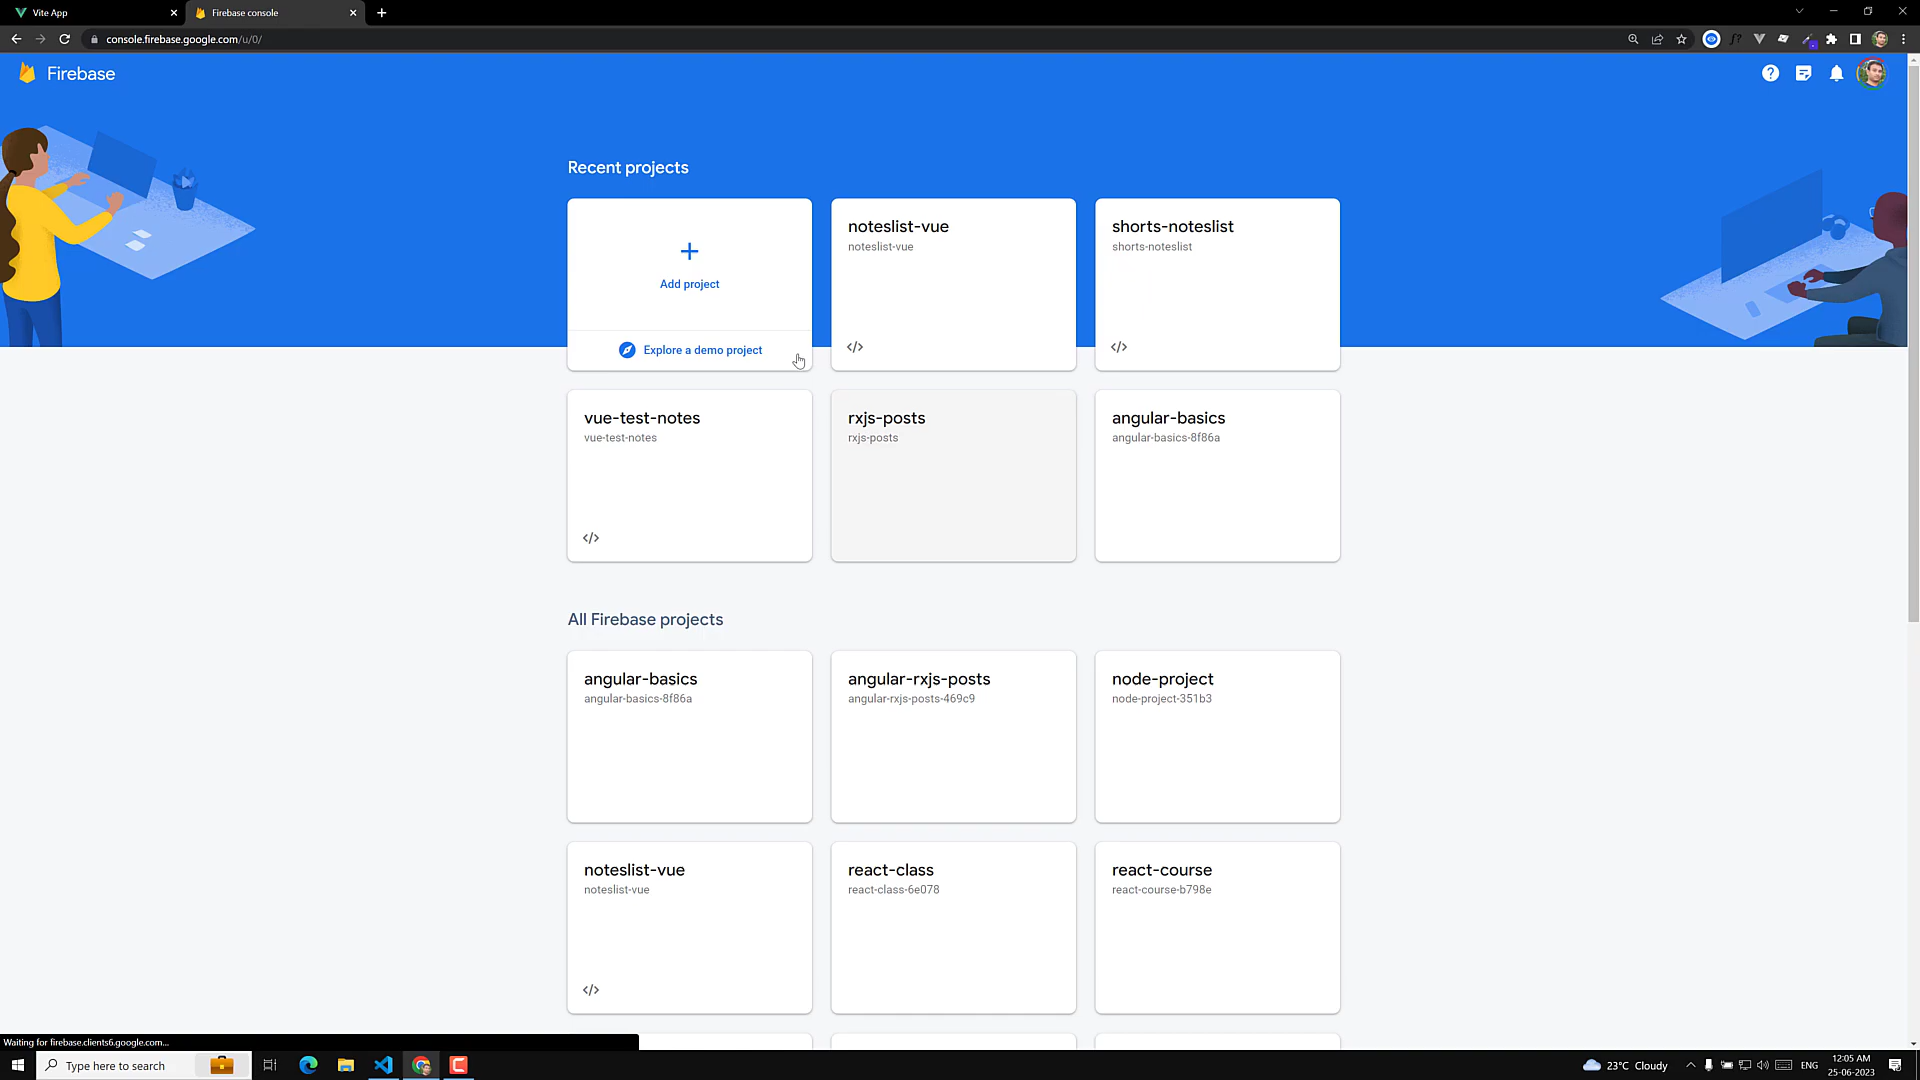 Vite App
Firebase console
console.firebase.google.com/u/0/
Firebase
Recent projects
Add project
Explore a demo project
noteslist-vue
noteslist-vue
shorts-noteslist
shorts-noteslist
vue-test-notes
vue-test-notes
rxjs-posts
rxjs-posts
angular-basics
angular-basics-8f86a
All Firebase projects
angular-basics
angular-basics-8f86a
angular-rxjs-posts
angular-rxjs-posts-469c9
node-project
node-project-351b3
noteslist-vue
noteslist-vue
react-class
react-class-6e078
react-course
react-course-b798e
Waiting for firebase.clients6.google.com...
Type here to search
23°C Cloudy
ENG
12:05 AM
25-06-2023